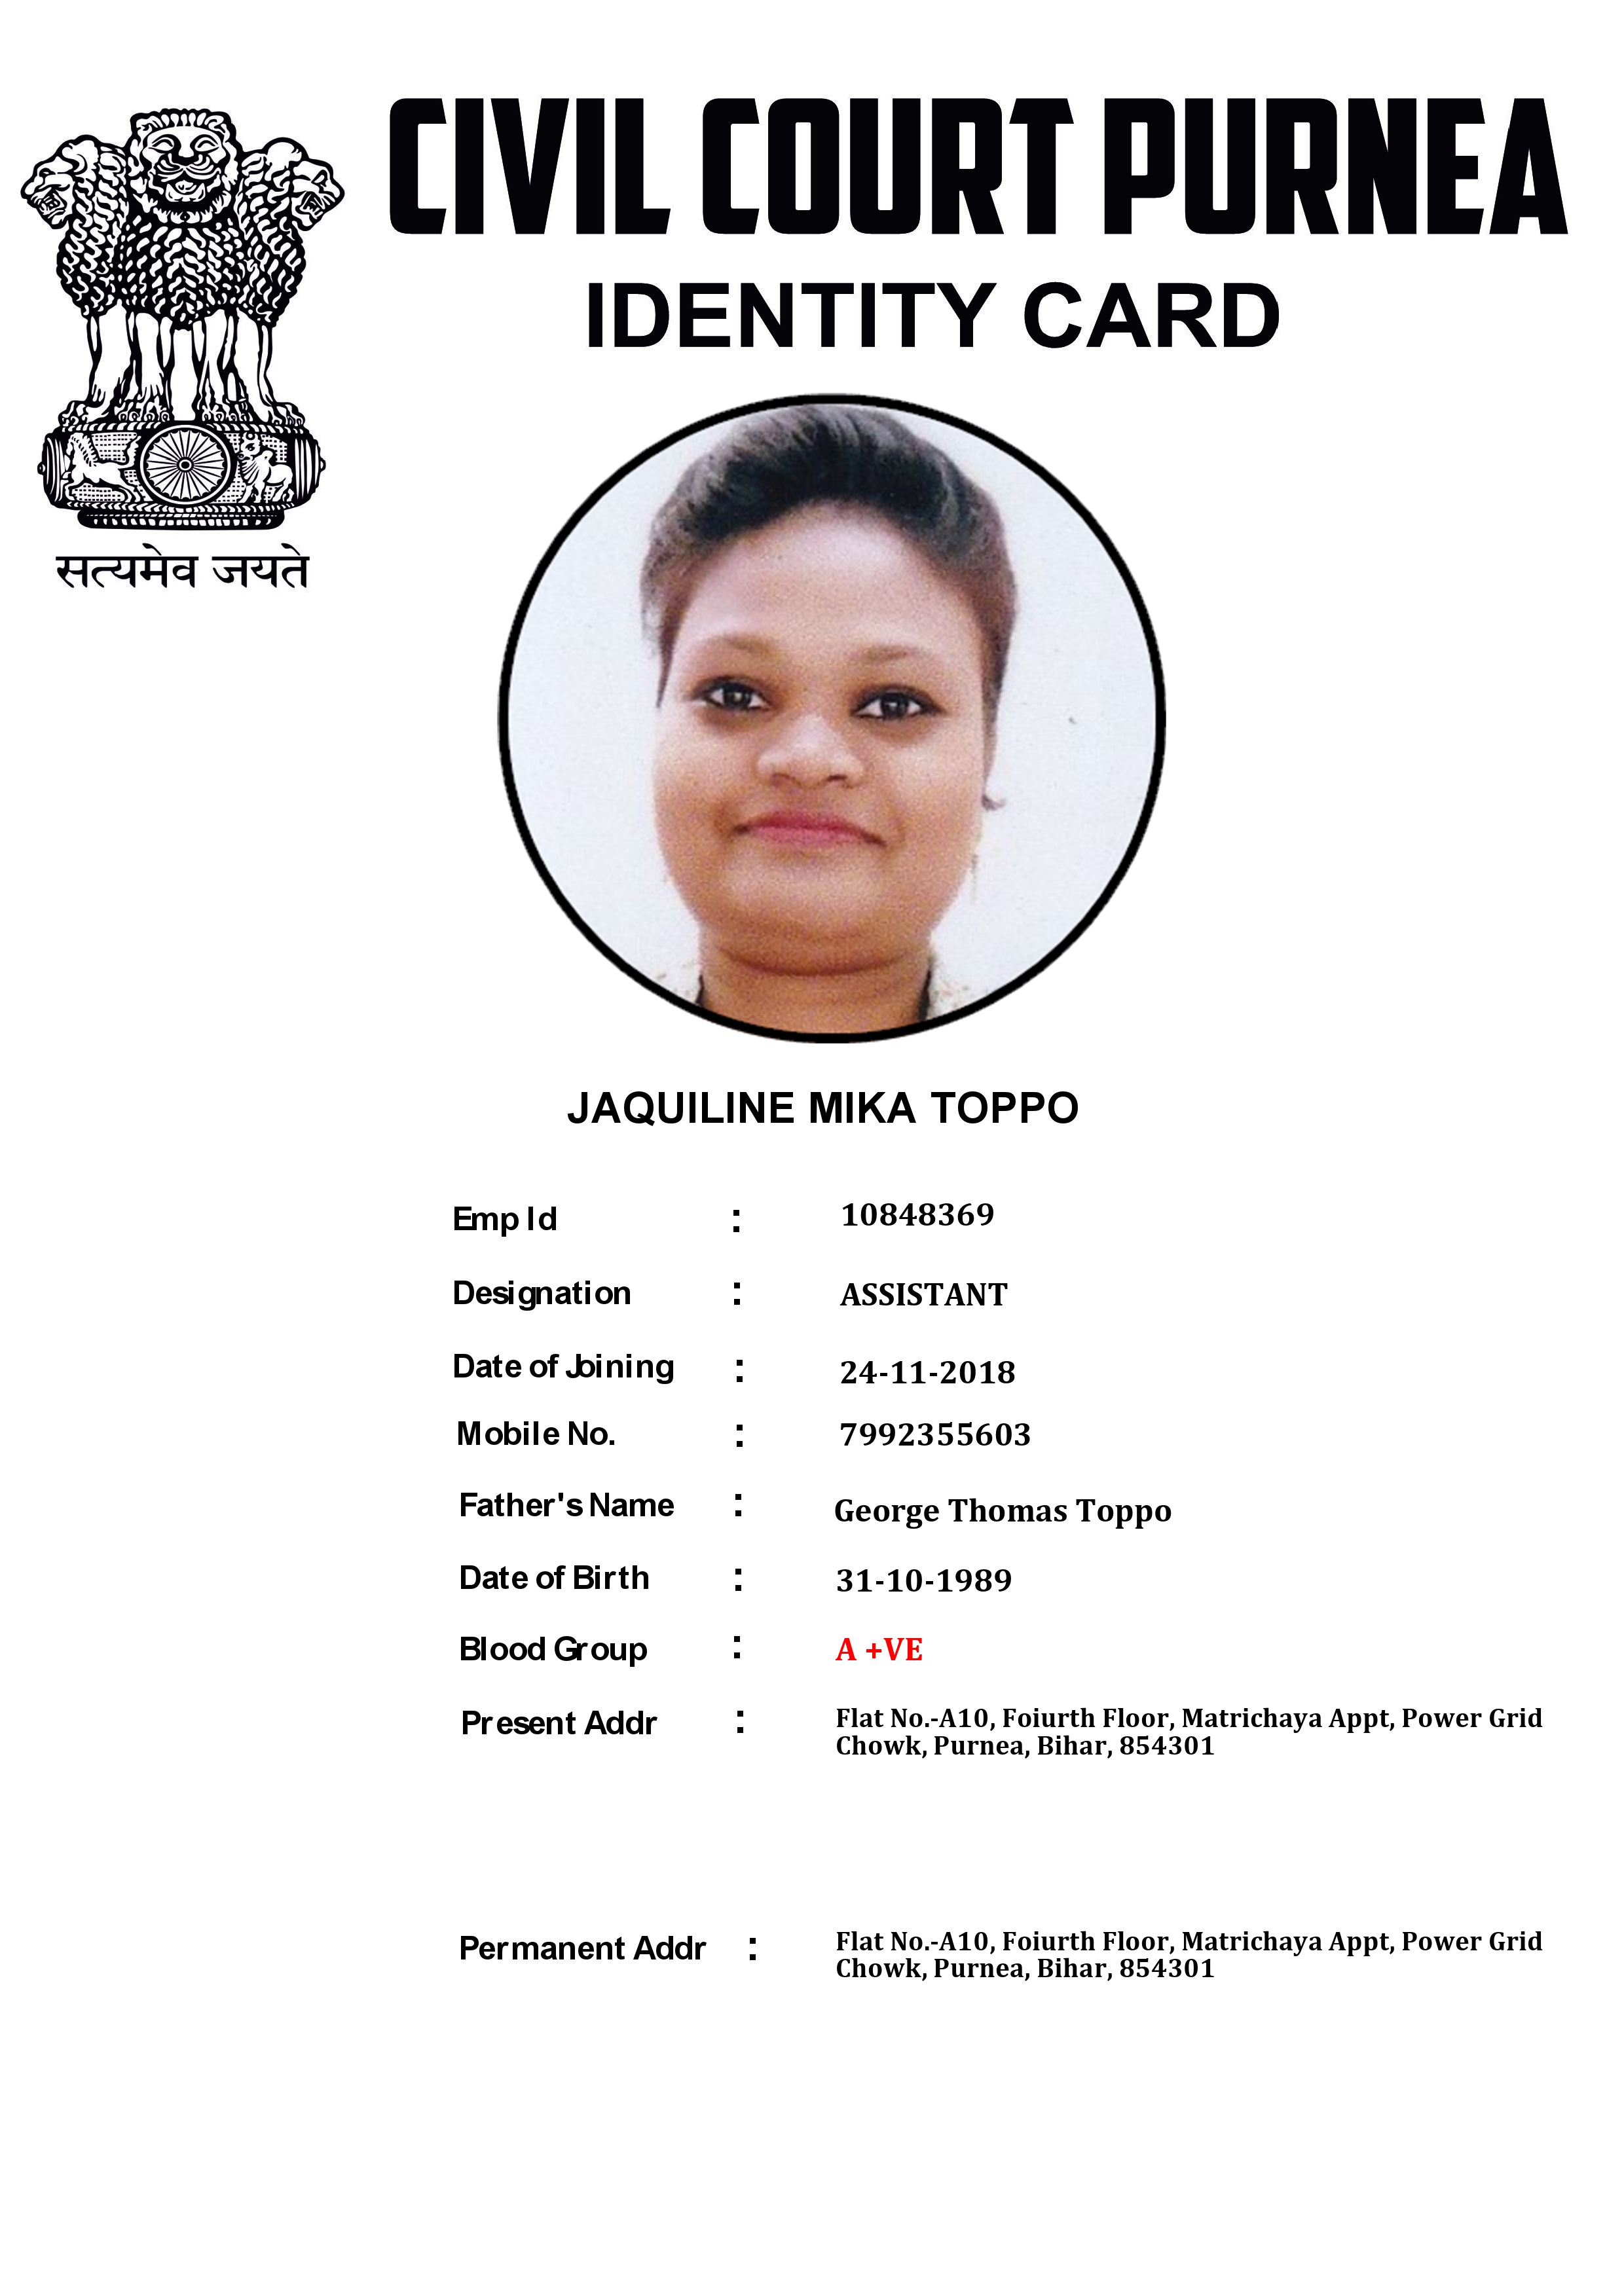 CIVIL COURT PURNEA
IDENTITY CARD
सत्यमेव जयते
JAQUILINE MIKA TOPPO
Emp Id : 10848369
Designation : ASSISTANT
Date of Joining : 24-11-2018
Mobile No. : 7992355603
Father's Name : George Thomas Toppo
Date of Birth : 31-10-1989
Blood Group : A +VE
Present Addr : Flat No.-A10, Foiurth Floor, Matrichaya Appt, Power Grid
Chowk, Purnea, Bihar, 854301
Permanent Addr : Flat No.-A10, Foiurth Floor, Matrichaya Appt, Power Grid
Chowk, Purnea, Bihar, 854301